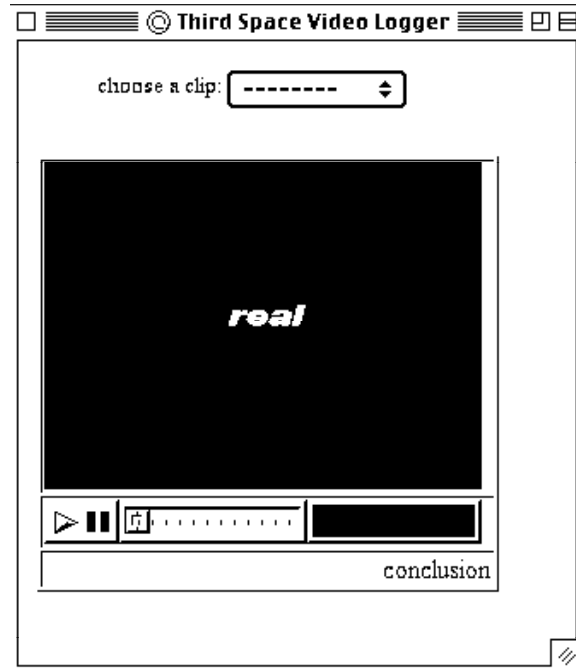 Third Space Video Logger
choose a clip: --------
real
conclusion